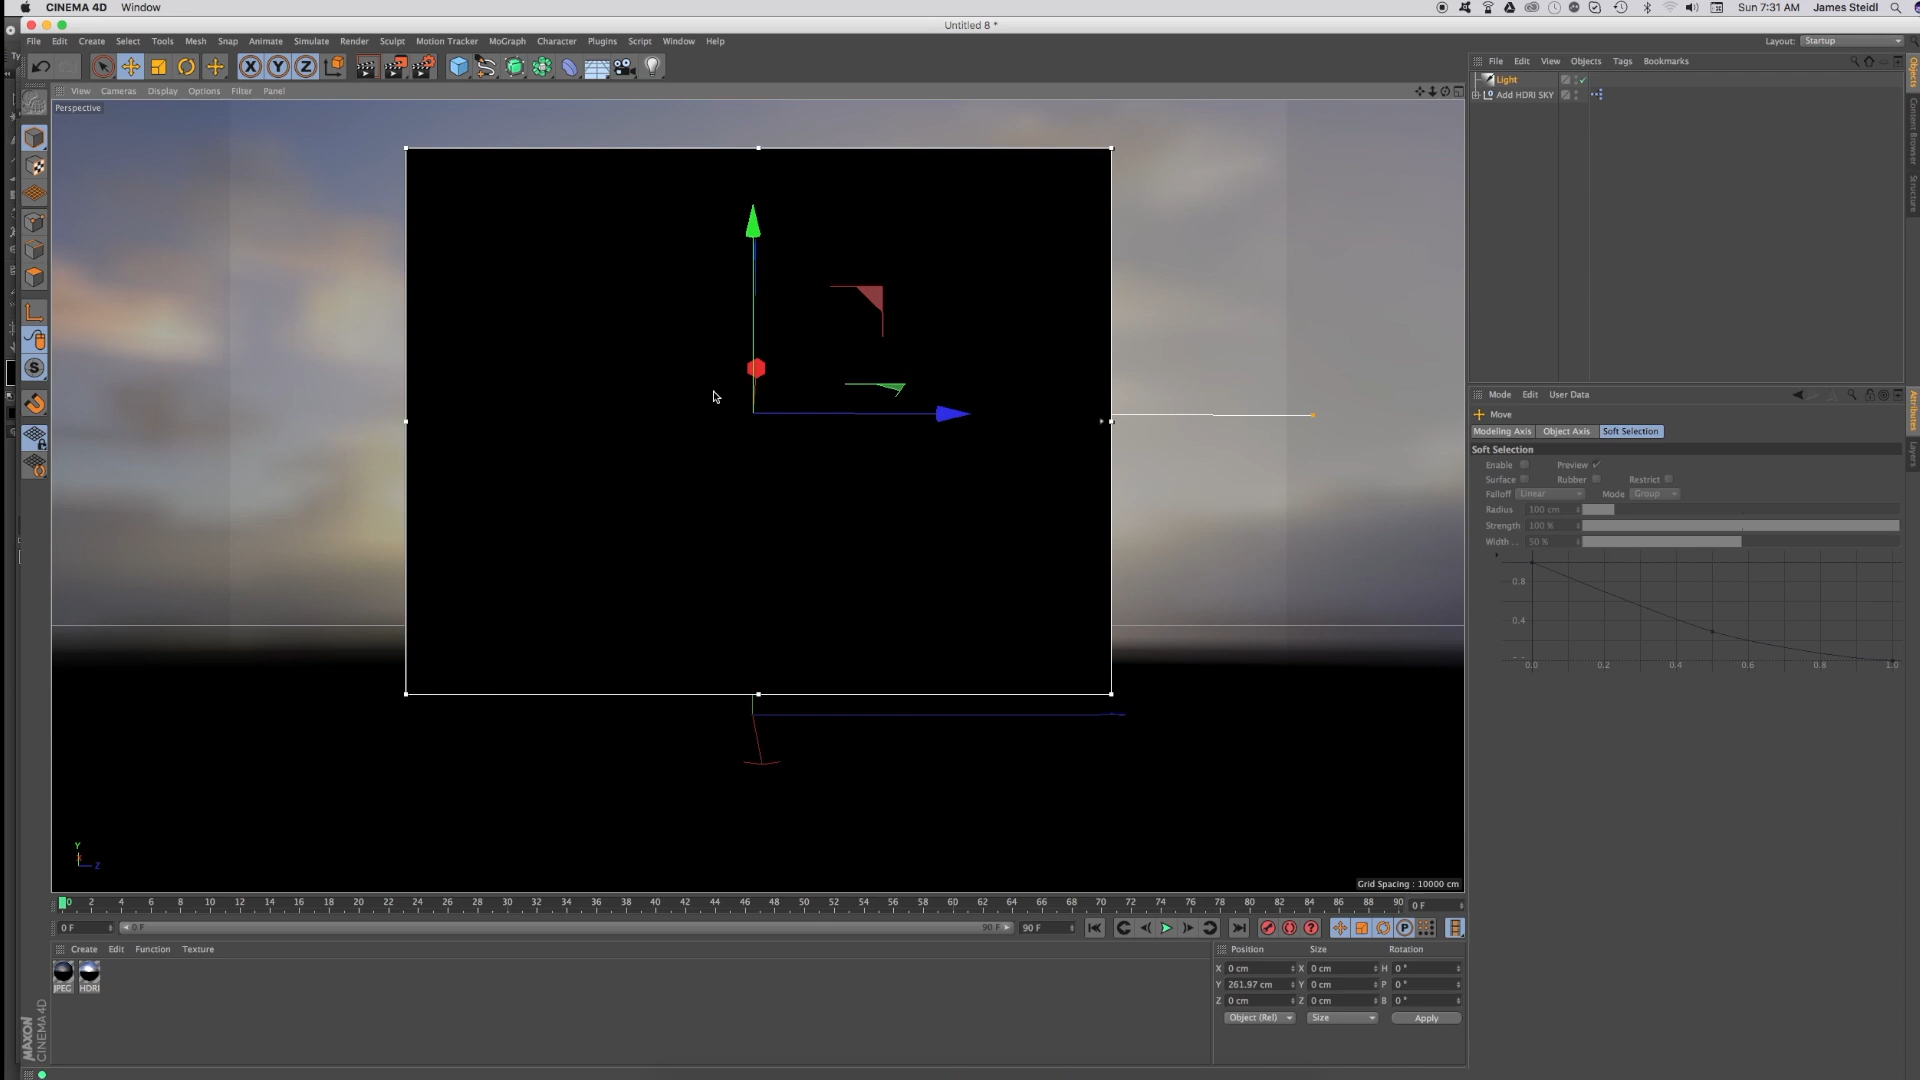 CINEMA 4D Window
Sun 7:31 AM James Steidl
Untitled 8 *
File Edit Create Select Tools Mesh Snap Animate Simulate Render Sculpt Motion Tracker MoGraph Character Plugins Script Window Help
Layout: Startup
X Y Z
File Edit View Objects Tags Bookmarks
View Cameras Display Options Filter Panel
Perspective
Light
Add HDRI SKY
Objects
Content Browser
Structure
Mode Edit User Data
Move
Modeling Axis Object Axis Soft Selection
Soft Selection
Enable Preview
Surface Rubber Restrict
Falloff Linear Mode Group
Radius 100 cm
Strength 100 %
Width .. 50 %
0.8
0.4
0.0 0.2 0.4 0.6 0.8 1.0
Attributes
Layers
S
Y
Z
Grid Spacing : 10000 cm
0 2 4 6 8 10 12 14 16 18 20 22 24 26 28 30 32 34 36 38 40 42 44 46 48 50 52 54 56 58 60 62 64 66 68 70 72 74 76 78 80 82 84 86 88 90 0 F
0 F 0 F 90 F 90 F
P
Create Edit Function Texture
JPEG HDRI
Position Size Rotation
X 0 cm X 0 cm H 0 °
Y 261.97 cm Y 0 cm P 0 °
Z 0 cm Z 0 cm B 0 °
Object (Rel) Size Apply
MAXON
CINEMA 4D